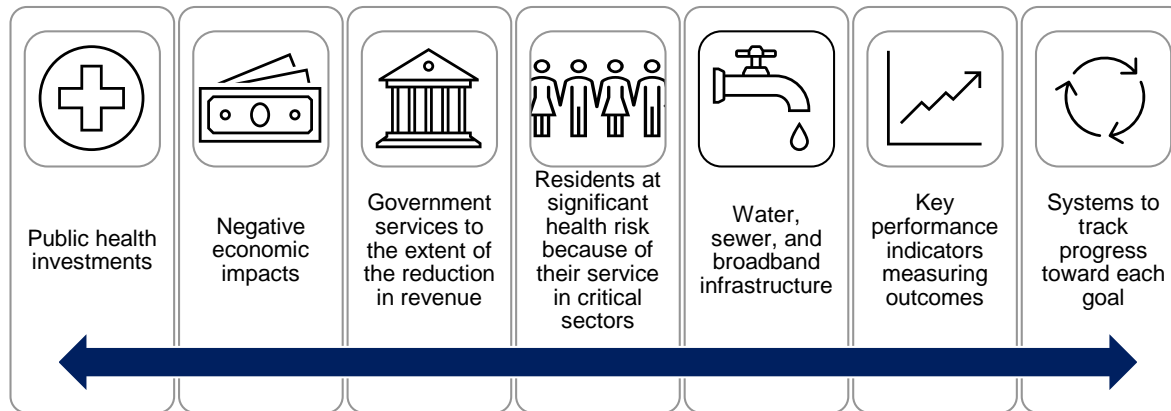 Public health
investments
Negative
economic
impacts
Government
services to
the extent of
the reduction
in revenue
Residents at
significant
health risk
because of
their service
in critical
sectors
Water,
sewer, and
broadband
infrastructure
Key
performance
indicators
measuring
outcomes
Systems to
track
progress
toward each
goal